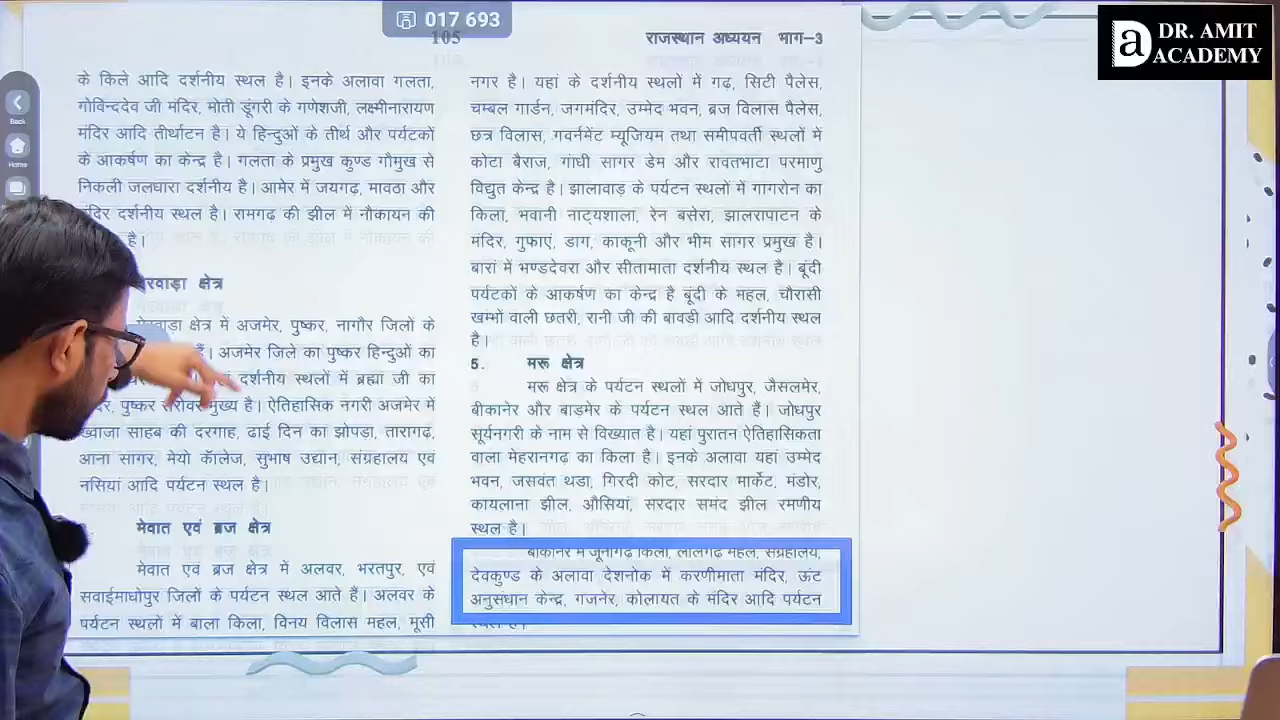 017 693
105
राजस्थान अध्ययन भाग–3
DR. AMIT
ACADEMY
Back
Home
के किले आदि दर्शनीय स्थल है। इनके अलावा गलता,
गोविन्ददेव जी मंदिर, मोती डूंगरी के गणेशजी, लक्ष्मीनारायण
मंदिर आदि तीर्थाटन है। ये हिन्दुओं के तीर्थ और पर्यटकों
के आकर्षण का केन्द्र है। गलता के प्रमुख कुण्ड गौमुख से
निकली जलधारा दर्शनीय है। आमेर में जयगढ़, मावठा और
मंदिर दर्शनीय स्थल है। रामगढ़ की झील में नौकायन की
है।
क्षेत्र
क्षेत्र में अजमेर, पुष्कर, नागौर जिलों के
हैं। अजमेर जिले का पुष्कर हिन्दुओं का
दर्शनीय स्थलों में ब्रह्मा जी का
पुष्कर सरोवर मुख्य है। ऐतिहासिक नगरी अजमेर में
ख्वाजा साहब की दरगाह, ढाई दिन का झोपड़ा, तारागढ़,
आना सागर, मेयो कॅालेज, सुभाष उद्यान, संग्रहालय एवं
नसियां आदि पर्यटन स्थल है।
मेवात एवं ब्रज क्षेत्र
मेवात एवं ब्रज क्षेत्र में अलवर, भरतपुर, एवं
सवाईमाधोपुर जिलों के पर्यटन स्थल आते हैं। अलवर के
पर्यटन स्थलों में बाला किला, विनय विलास महल, मूसी
नगर है। यहां के दर्शनीय स्थलों में गढ़, सिटी पैलेस,
चम्बल गार्डन, जगमंदिर, उम्मेद भवन, ब्रज विलास पैलेस,
छत्र विलास, गवर्नमेंट म्यूजियम तथा समीपवर्ती स्थलों में
कोटा बैराज, गांधी सागर डेम और रावतभाटा परमाणु
विद्युत केन्द्र है। झालावाड़ के पर्यटन स्थलों में गागरोन का
किला, भवानी नाट्यशाला, रेन बसेरा, झालरापाटन के
मंदिर, गुफाएं, डाग, काकूनी और भीम सागर प्रमुख है।
बारां में भण्डदेवरा और सीतामाता दर्शनीय स्थल है। बूंदी
पर्यटकों के आकर्षण का केन्द्र है बूंदी के महल, चौरासी
खम्भों वाली छतरी, रानी जी की बावडी आदि दर्शनीय स्थल
है।
5. मरू क्षेत्र
मरू क्षेत्र के पर्यटन स्थलों में जोधपुर, जैसलमेर,
बीकानेर और बाडमेर के पर्यटन स्थल आते हैं। जोधपुर
सूर्यनगरी के नाम से विख्यात है। यहां पुरातन ऐतिहासिकता
वाला मेहरानगढ़ का किला है। इनके अलावा यहां उम्मेद
भवन, जसवंत थडा, गिरदी कोट, सरदार मार्केट, मंडोर,
कायलाना झील, औसियां, सरदार समंद झील रमणीय
स्थल है।
बीकानेर में जूनागढ़ किला, लालगढ़ महल, संग्रहालय,
देवकुण्ड के अलावा देशनोक में करणीमाता मंदिर, ऊंट
अनुसंधान केन्द्र, गजनेर, कोलायत के मंदिर आदि पर्यटन
स्थल है।